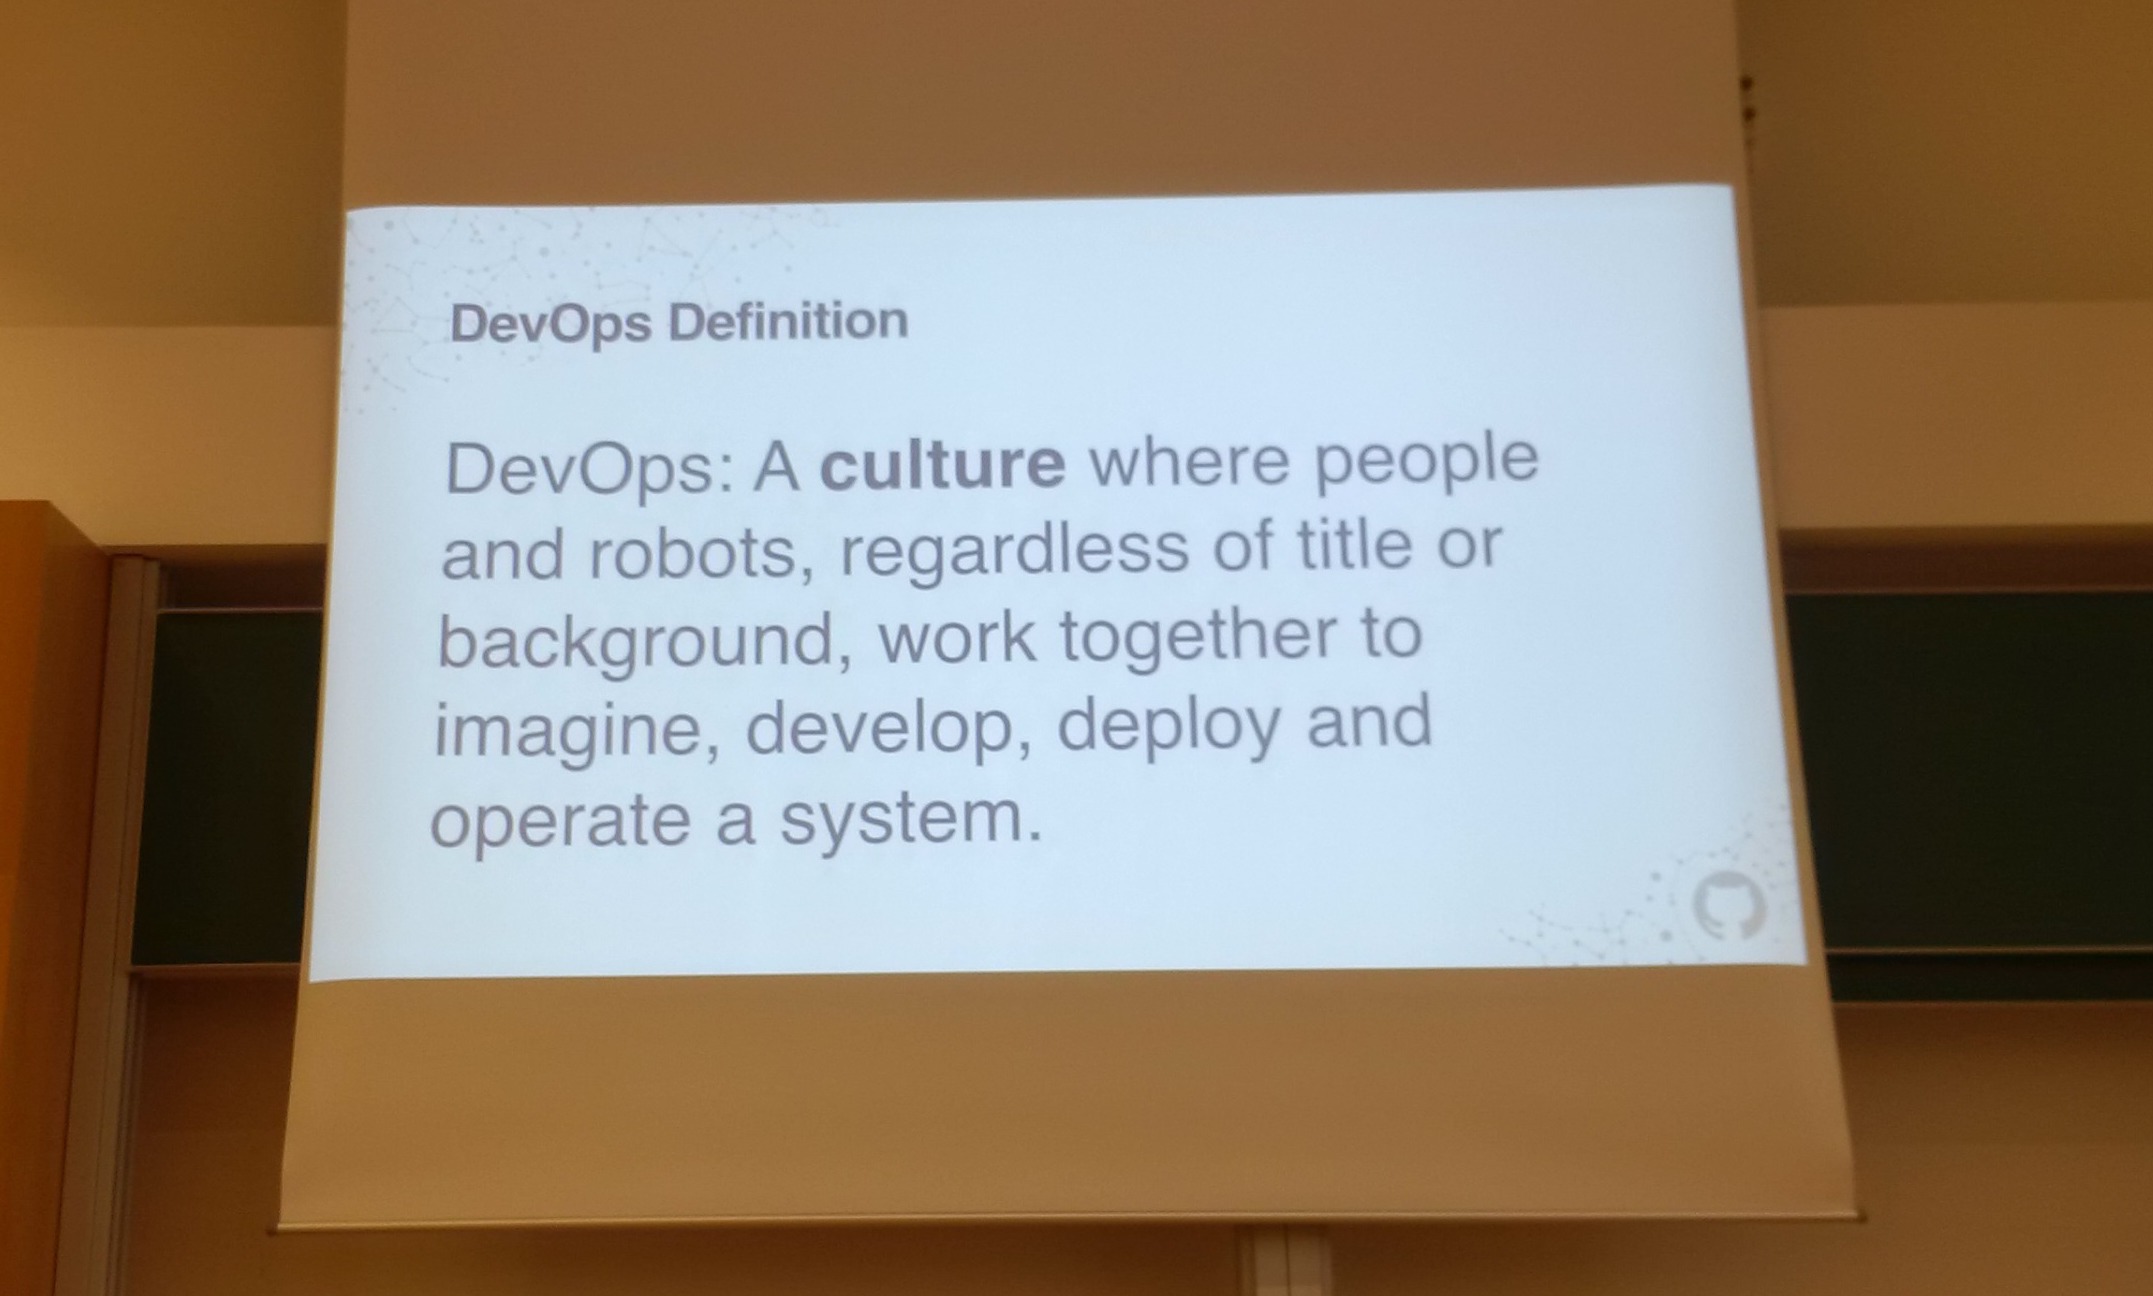 DevOps Definition
DevOps: A culture where people
and robots, regardless of title or
background, work together to
imagine, develop, deploy and
operate a system.